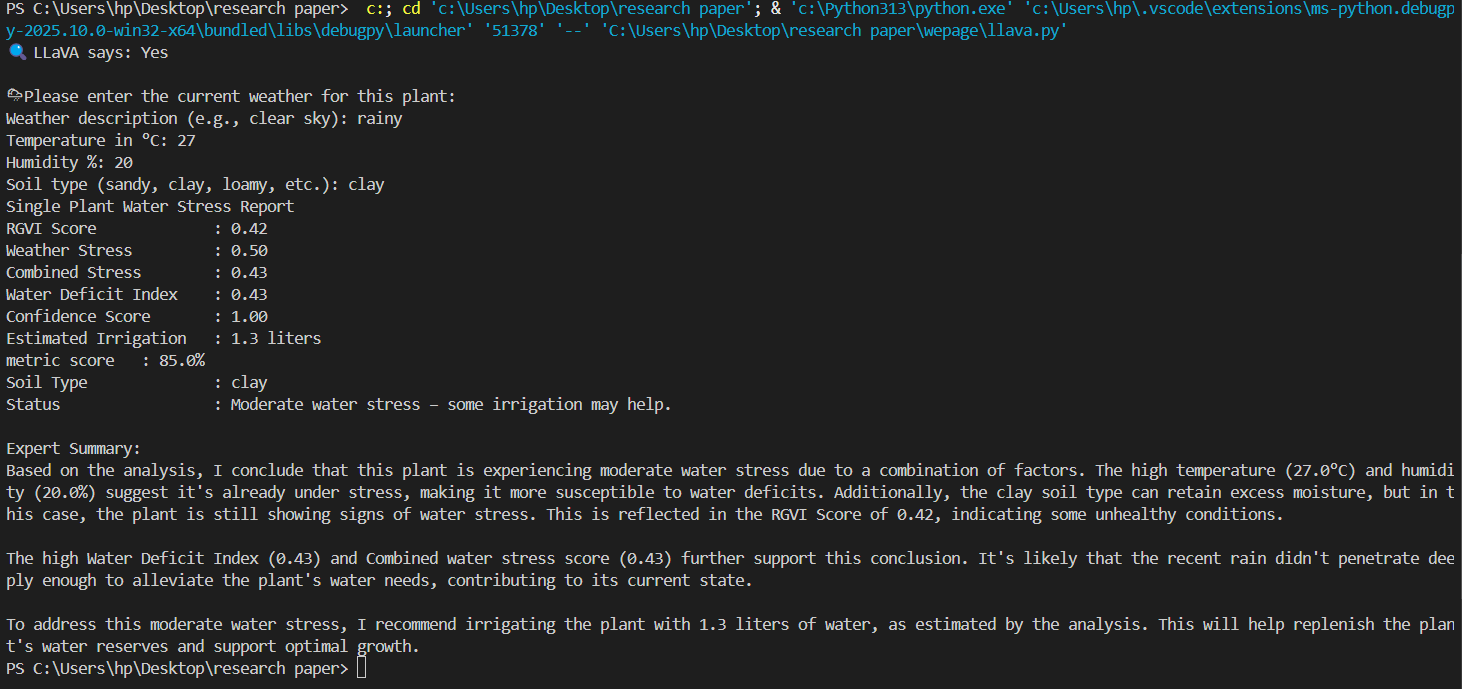 PS C:\Users\hp\Desktop\research paper>  c:; cd 'c:\Users\hp\Desktop\research paper'; & 'c:\Python313\python.exe' 'c:\Users\hp\.vscode\extensions\ms-python.debugp
y-2025.10.0-win32-x64\bundled\libs\debugpy\launcher' '51378' '--' 'C:\Users\hp\Desktop\research paper\wepage\llava.py'
🔍 LLaVA says: Yes
🌦Please enter the current weather for this plant:
Weather description (e.g., clear sky): rainy
Temperature in °C: 27
Humidity %: 20
Soil type (sandy, clay, loamy, etc.): clay
Single Plant Water Stress Report
RGVI Score             : 0.42
Weather Stress         : 0.50
Combined Stress        : 0.43
Water Deficit Index    : 0.43
Confidence Score       : 1.00
Estimated Irrigation   : 1.3 liters
metric score   : 85.0%
Soil Type              : clay
Status                 : Moderate water stress – some irrigation may help.
Expert Summary:
Based on the analysis, I conclude that this plant is experiencing moderate water stress due to a combination of factors. The high temperature (27.0°C) and humidi
ty (20.0%) suggest it's already under stress, making it more susceptible to water deficits. Additionally, the clay soil type can retain excess moisture, but in t
his case, the plant is still showing signs of water stress. This is reflected in the RGVI Score of 0.42, indicating some unhealthy conditions.
The high Water Deficit Index (0.43) and Combined water stress score (0.43) further support this conclusion. It's likely that the recent rain didn't penetrate dee
ply enough to alleviate the plant's water needs, contributing to its current state.
To address this moderate water stress, I recommend irrigating the plant with 1.3 liters of water, as estimated by the analysis. This will help replenish the plan
t's water reserves and support optimal growth.
PS C:\Users\hp\Desktop\research paper>